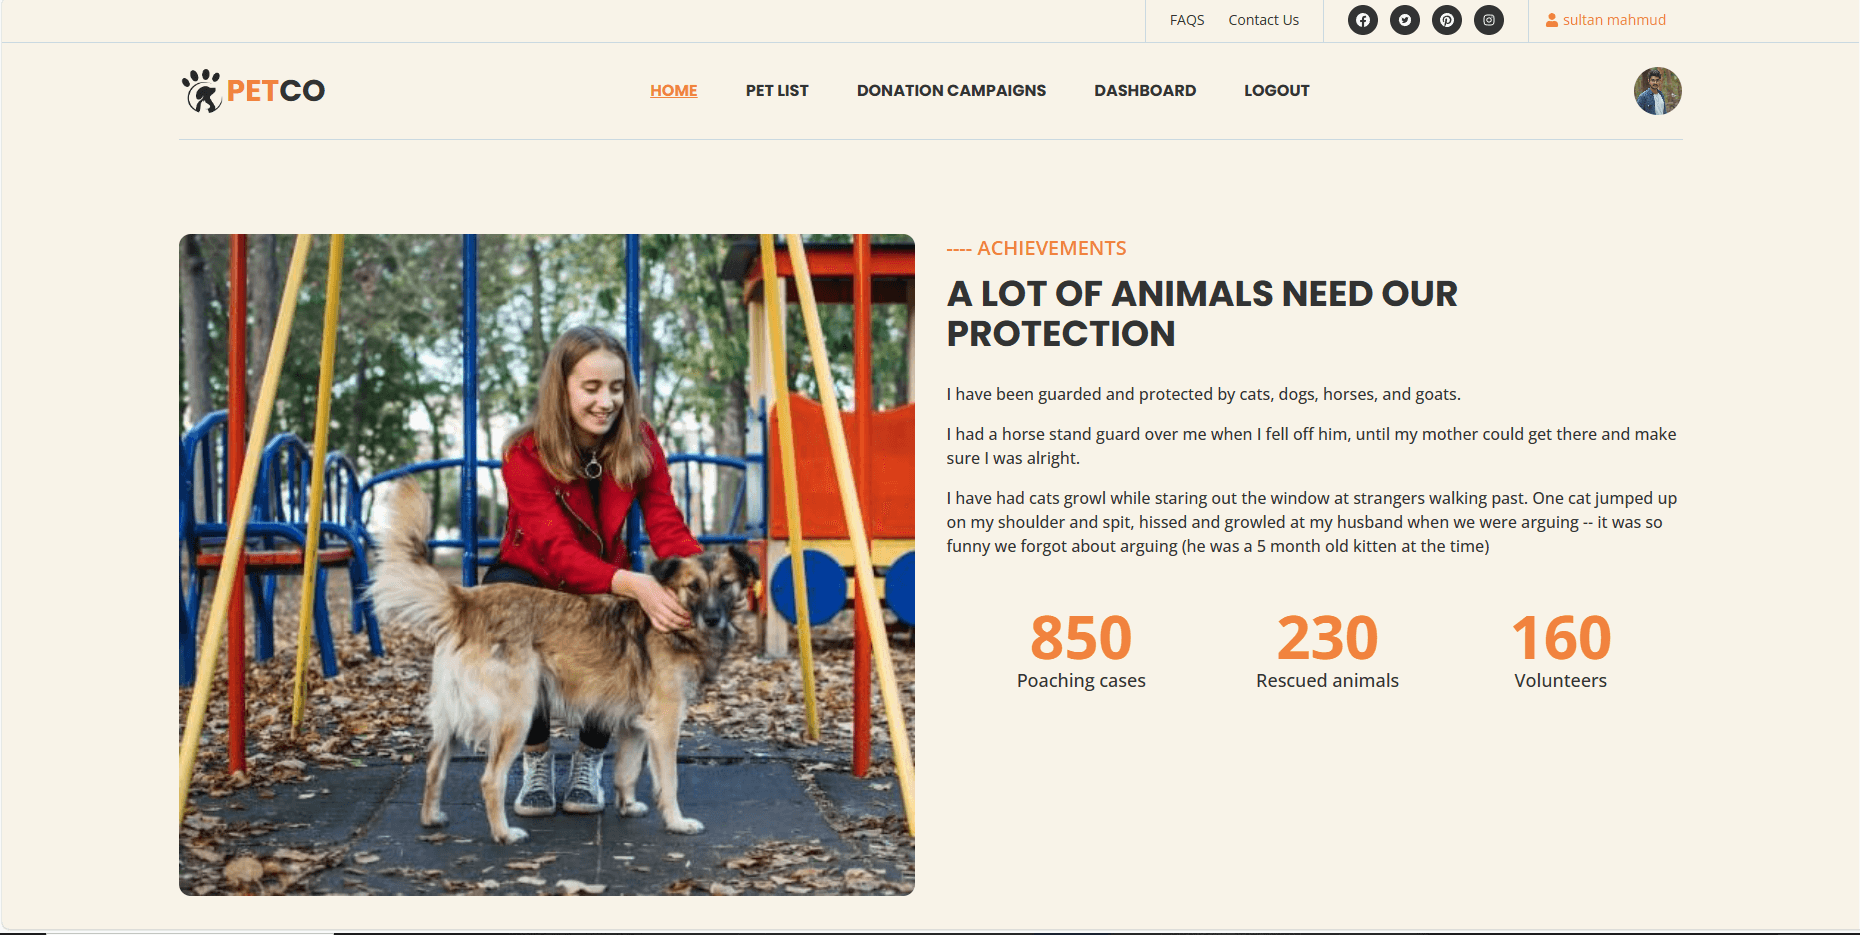 FAQS Contact Us sultan mahmud
PETCO HOME PET LIST DONATION CAMPAIGNS DASHBOARD LOGOUT
---- ACHIEVEMENTS
A LOT OF ANIMALS NEED OUR
PROTECTION
I have been guarded and protected by cats, dogs, horses, and goats.
I had a horse stand guard over me when I fell off him, until my mother could get there and make
sure I was alright.
I have had cats growl while staring out the window at strangers walking past. One cat jumped up
on my shoulder and spit, hissed and growled at my husband when we were arguing -- it was so
funny we forgot about arguing (he was a 5 month old kitten at the time)
850 230 160
Poaching cases Rescued animals Volunteers